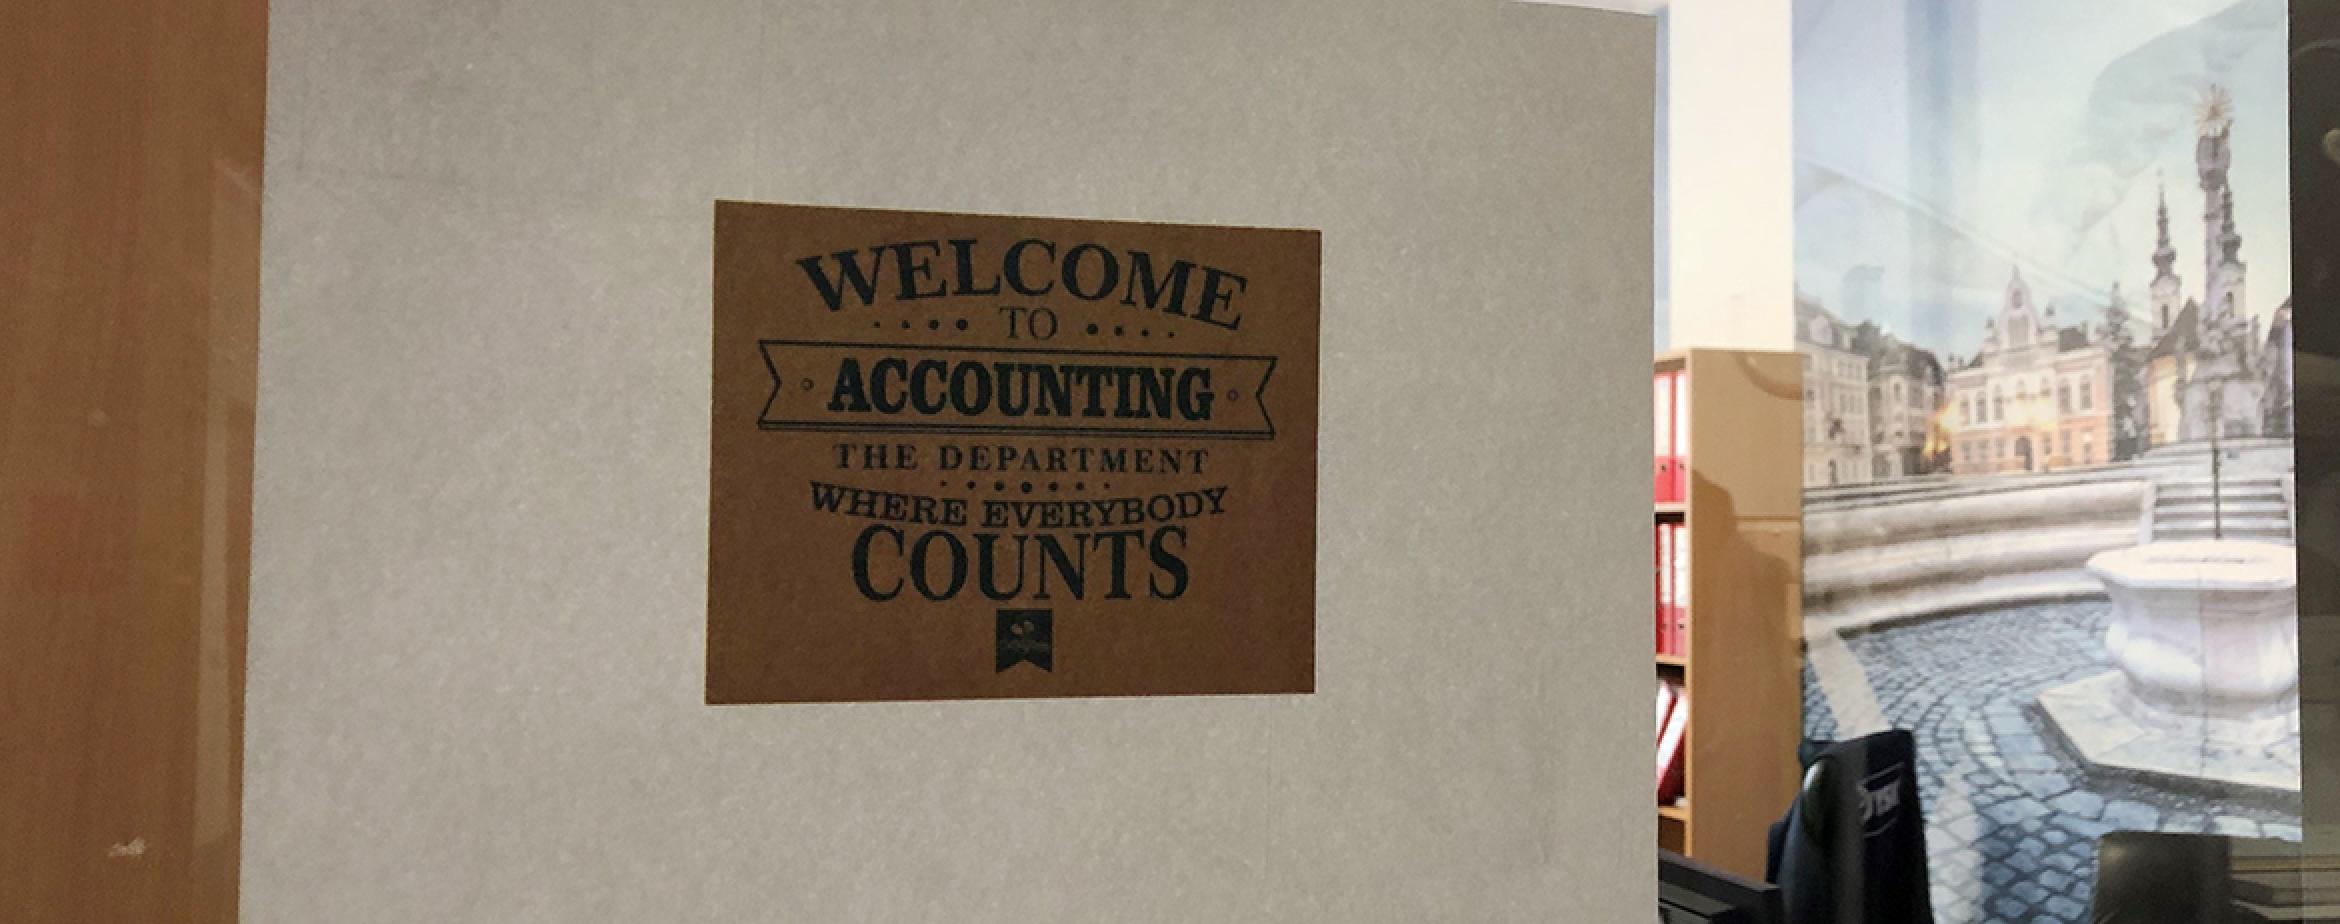 WELCOME
TO
ACCOUNTING
THE DEPARTMENT
WHERE EVERYBODY
COUNTS